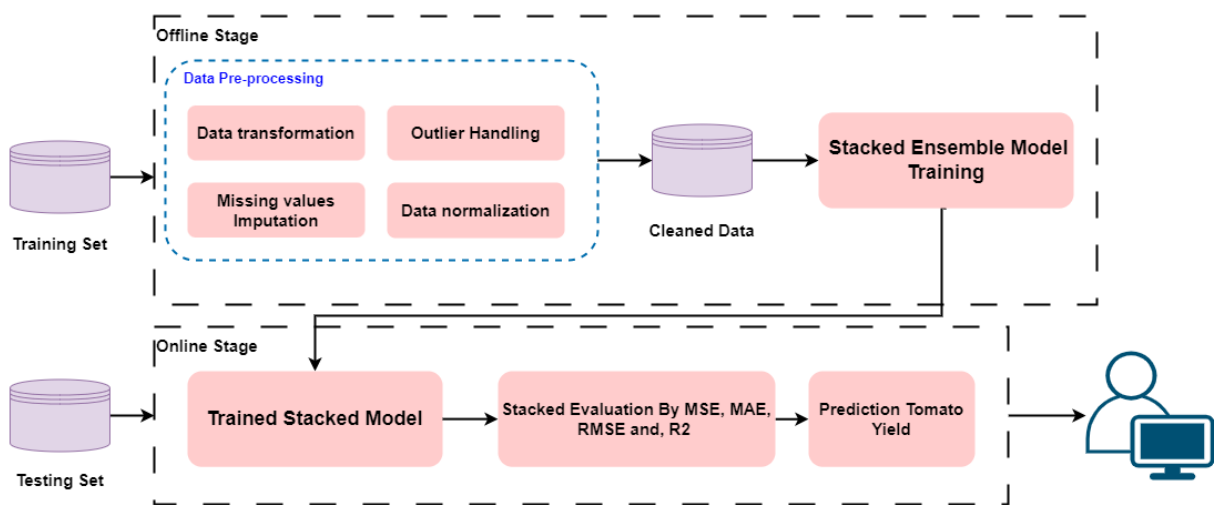 Offline Stage
Data Pre-processing
Data transformation
Outlier Handling
Missing values
Imputation
Data normalization
Training Set
Cleaned Data
Stacked Ensemble Model
Training
Online Stage
Trained Stacked Model
Stacked Evaluation By MSE, MAE,
RMSE and, R2
Prediction Tomato
Yield
Testing Set